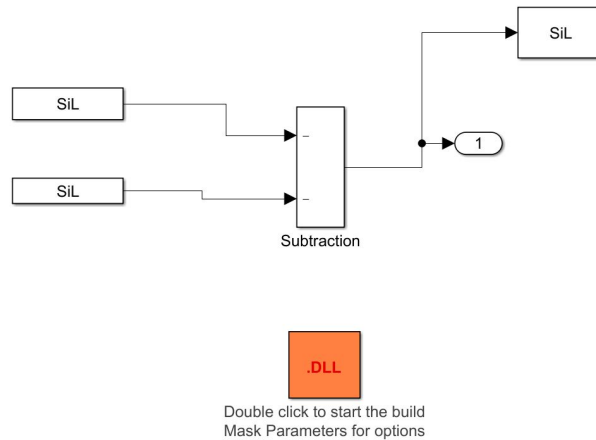 SiL
SiL
−
1
SiL
−
Subtraction
.DLL
Double click to start the build
Mask Parameters for options